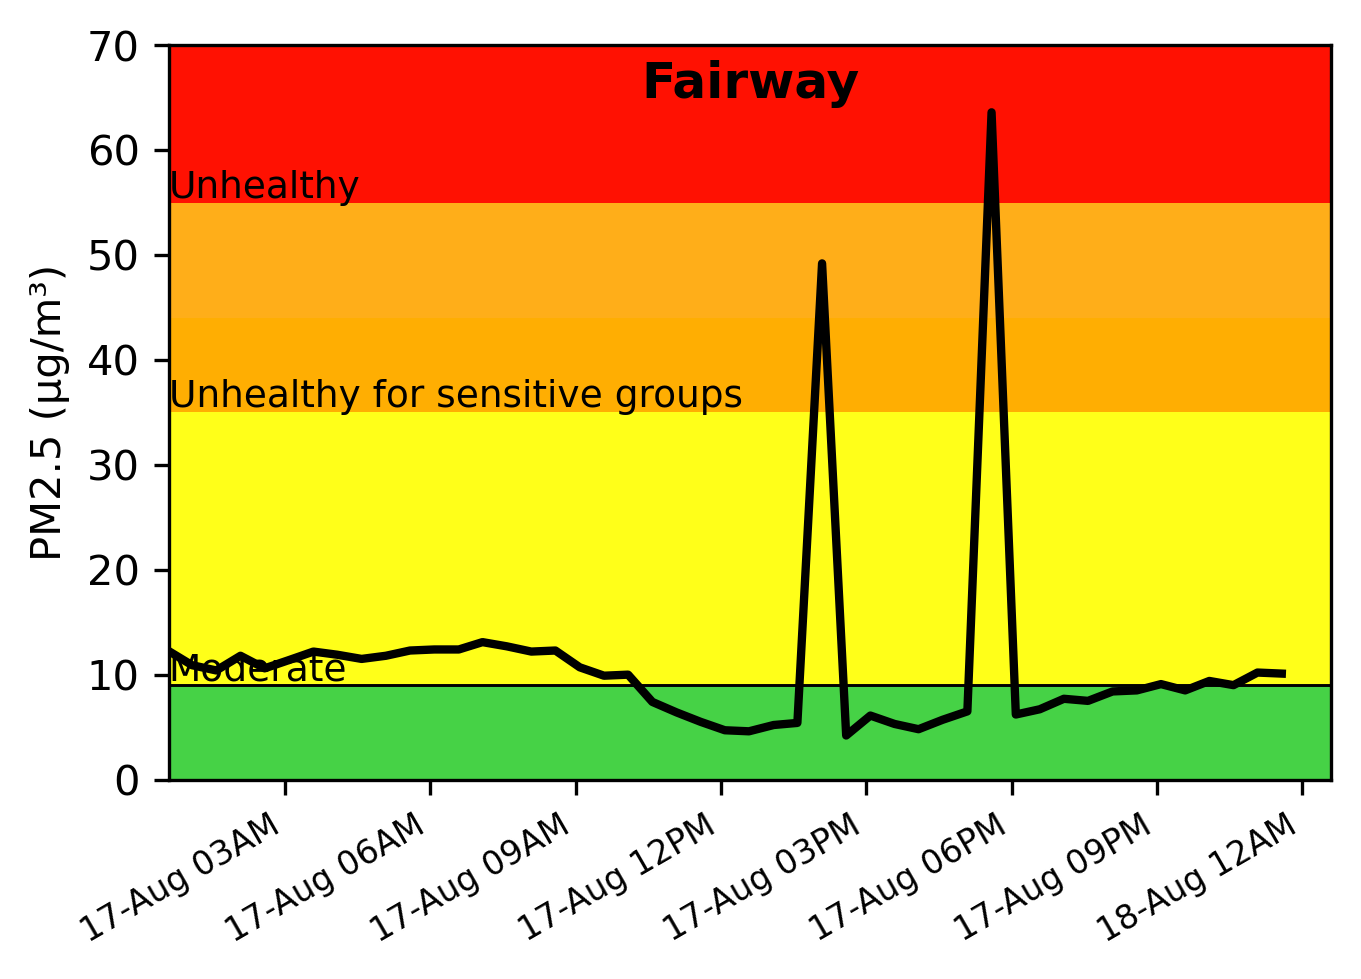 Fairway
PM2.5 (µg/m³)
70
60
50
40
30
20
10
0
Unhealthy
Unhealthy for sensitive groups
Moderate
17-Aug 03AM
17-Aug 06AM
17-Aug 09AM
17-Aug 12PM
17-Aug 03PM
17-Aug 06PM
17-Aug 09PM
18-Aug 12AM